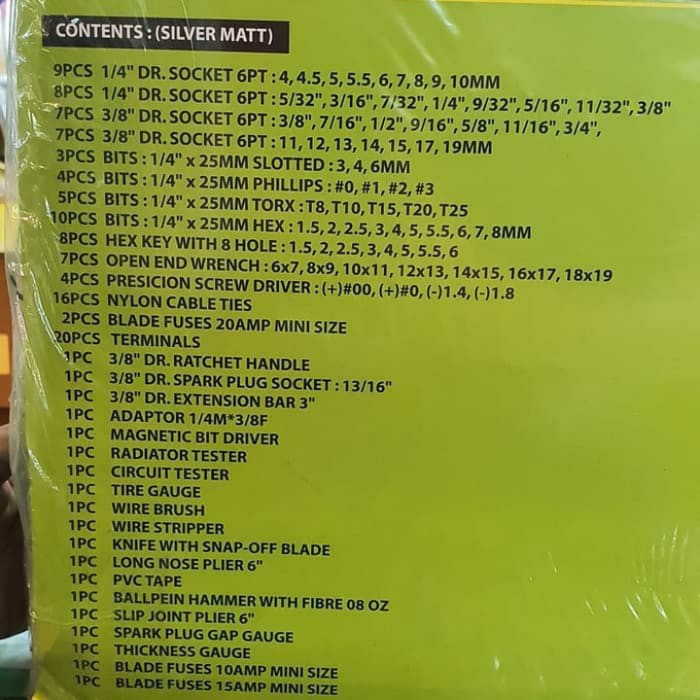 CONTENTS : (SILVER MATT)
9PCS 1/4" DR. SOCKET 6PT : 4, 4.5, 5, 5.5, 6, 7, 8, 9, 10MM
8PCS 1/4" DR. SOCKET 6PT : 5/32", 3/16", 7/32", 1/4", 9/32", 5/16", 11/32", 3/8"
7PCS 3/8" DR. SOCKET 6PT : 3/8", 7/16", 1/2", 9/16", 5/8", 11/16", 3/4",
7PCS 3/8" DR. SOCKET 6PT : 11, 12, 13, 14, 15, 17, 19MM
3PCS BITS : 1/4" x 25MM SLOTTED : 3, 4, 6MM
4PCS BITS : 1/4" x 25MM PHILLIPS : #0, #1, #2, #3
5PCS BITS : 1/4" x 25MM TORX : T8, T10, T15, T20, T25
10PCS BITS : 1/4" x 25MM HEX : 1.5, 2, 2.5, 3, 4, 5, 5.5, 6, 7, 8MM
8PCS HEX KEY WITH 8 HOLE : 1.5, 2, 2.5, 3, 4, 5, 5.5, 6
7PCS OPEN END WRENCH : 6x7, 8x9, 10x11, 12x13, 14x15, 16x17, 18x19
4PCS PRESICION SCREW DRIVER : (+)#00, (+)#0, (-)1.4, (-)1.8
16PCS NYLON CABLE TIES
2PCS BLADE FUSES 20AMP MINI SIZE
20PCS TERMINALS
1PC 3/8" DR. RATCHET HANDLE
1PC 3/8" DR. SPARK PLUG SOCKET : 13/16"
1PC 3/8" DR. EXTENSION BAR 3"
1PC ADAPTOR 1/4M*3/8F
1PC MAGNETIC BIT DRIVER
1PC RADIATOR TESTER
1PC CIRCUIT TESTER
1PC TIRE GAUGE
1PC WIRE BRUSH
1PC WIRE STRIPPER
1PC KNIFE WITH SNAP-OFF BLADE
1PC LONG NOSE PLIER 6"
1PC PVC TAPE
1PC BALLPEIN HAMMER WITH FIBRE 08 OZ
1PC SLIP JOINT PLIER 6"
1PC SPARK PLUG GAP GAUGE
1PC THICKNESS GAUGE
1PC BLADE FUSES 10AMP MINI SIZE
1PC BLADE FUSES 15AMP MINI SIZE